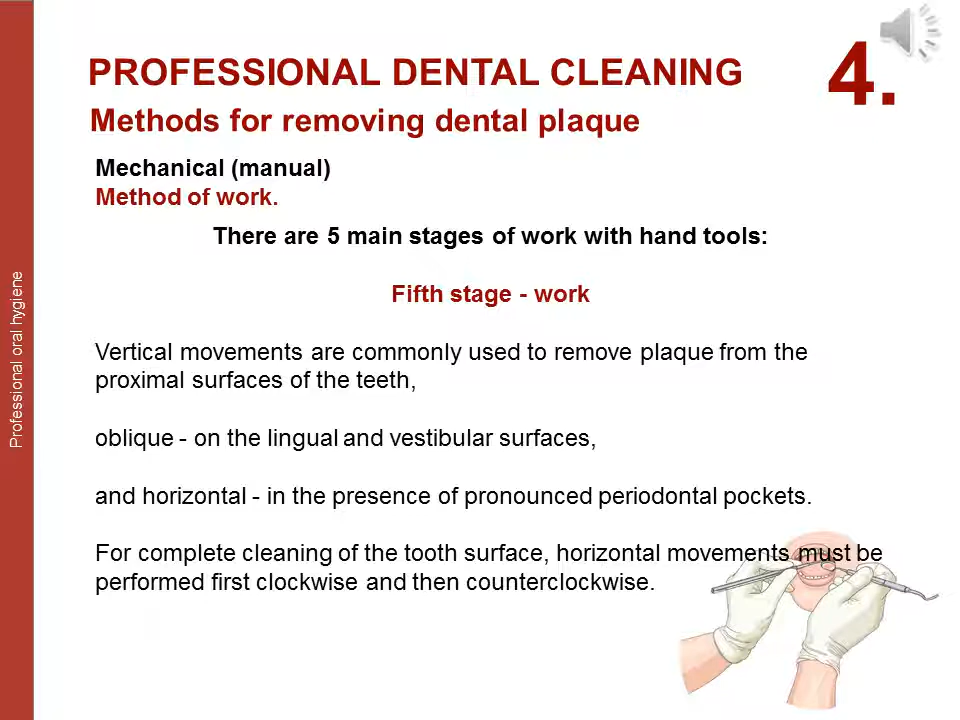 PROFESSIONAL DENTAL CLEANING
4.
Methods for removing dental plaque
Mechanical (manual)
Method of work.
There are 5 main stages of work with hand tools:
Fifth stage - work
Vertical movements are commonly used to remove plaque from the
proximal surfaces of the teeth,
oblique - on the lingual and vestibular surfaces,
and horizontal - in the presence of pronounced periodontal pockets.
For complete cleaning of the tooth surface, horizontal movements must be
performed first clockwise and then counterclockwise.
Professional oral hygiene